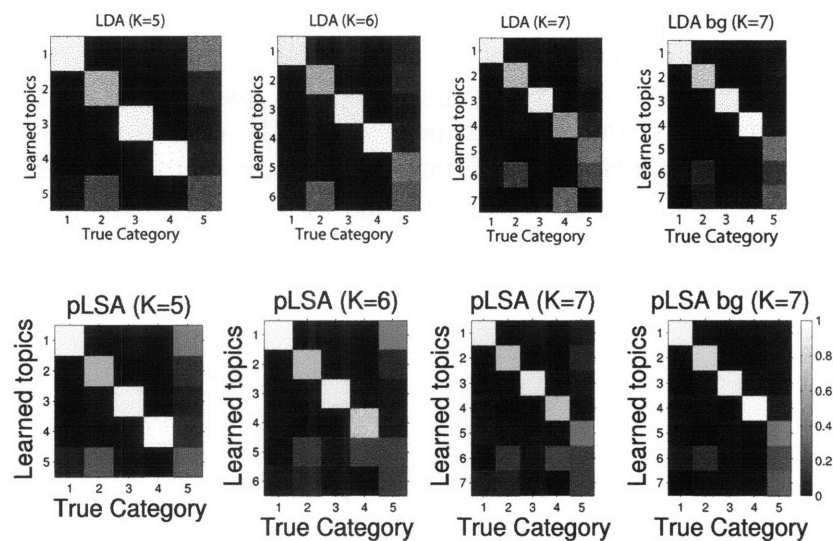 LDA (K=5)
LDA (K=6)
LDA (K=7)
LDA bg (K=7)
Learned topics
1
2
3
4
5
1 2 3 4 5
True Category
Learned topics
1
2
3
4
5
6
1 2 3 4 5
True Category
Learned topics
1
2
3
4
5
6
7
1 2 3 4 5
True Category
Learned topics
1
2
3
4
5
6
7
1 2 3 4 5
True Category
pLSA (K=5)
pLSA (K=6)
pLSA (K=7)
pLSA bg (K=7)
Learned topics
1
2
3
4
5
1 2 3 4 5
True Category
Learned topics
1
2
3
4
5
6
1 2 3 4 5
True Category
Learned topics
1
2
3
4
5
6
7
1 2 3 4 5
True Category
Learned topics
1
2
3
4
5
6
7
1 2 3 4 5
True Category
1
0.8
0.6
0.4
0.2
0